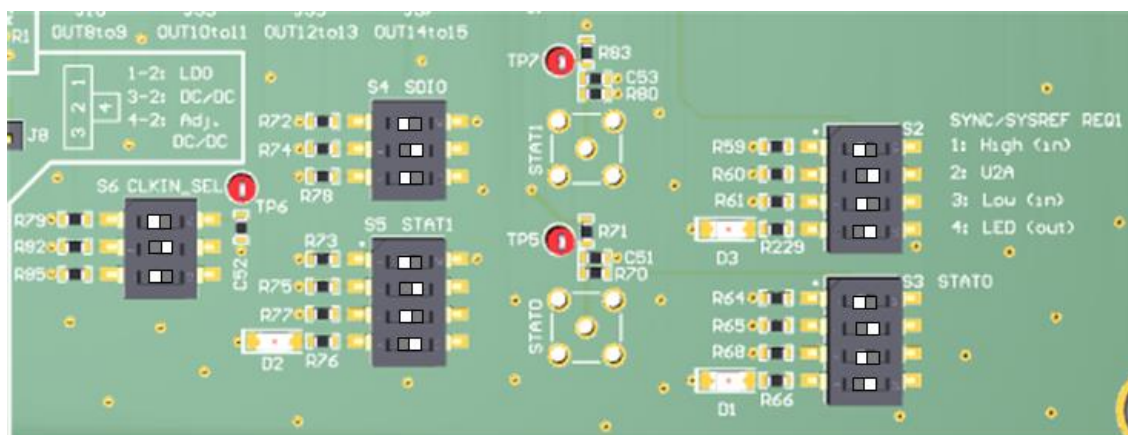 R1
OUT8to9 OUT10to11 OUT12to13 OUT14to15
1-2: LDO
3-2: DC/DC
4-2: Adj.
DC/DC
1
2
3
4
J8
S4 SDIO
R72
R74
R78
S6 CLKIN_SEL
TP6
R79
R92
R95
C52
S5 STAT1
R73
R75
R77
R76
D2
TP7
R83
C53
R80
STAT1
TP5
R71
C51
R70
STAT0
S2
R59
R60
R61
R229
D3
SYNC/SYSREF REQ1
1: High (in)
2: U2A
3: Low (in)
4: LED (out)
S3 STAT0
R64
R65
R68
R66
D1